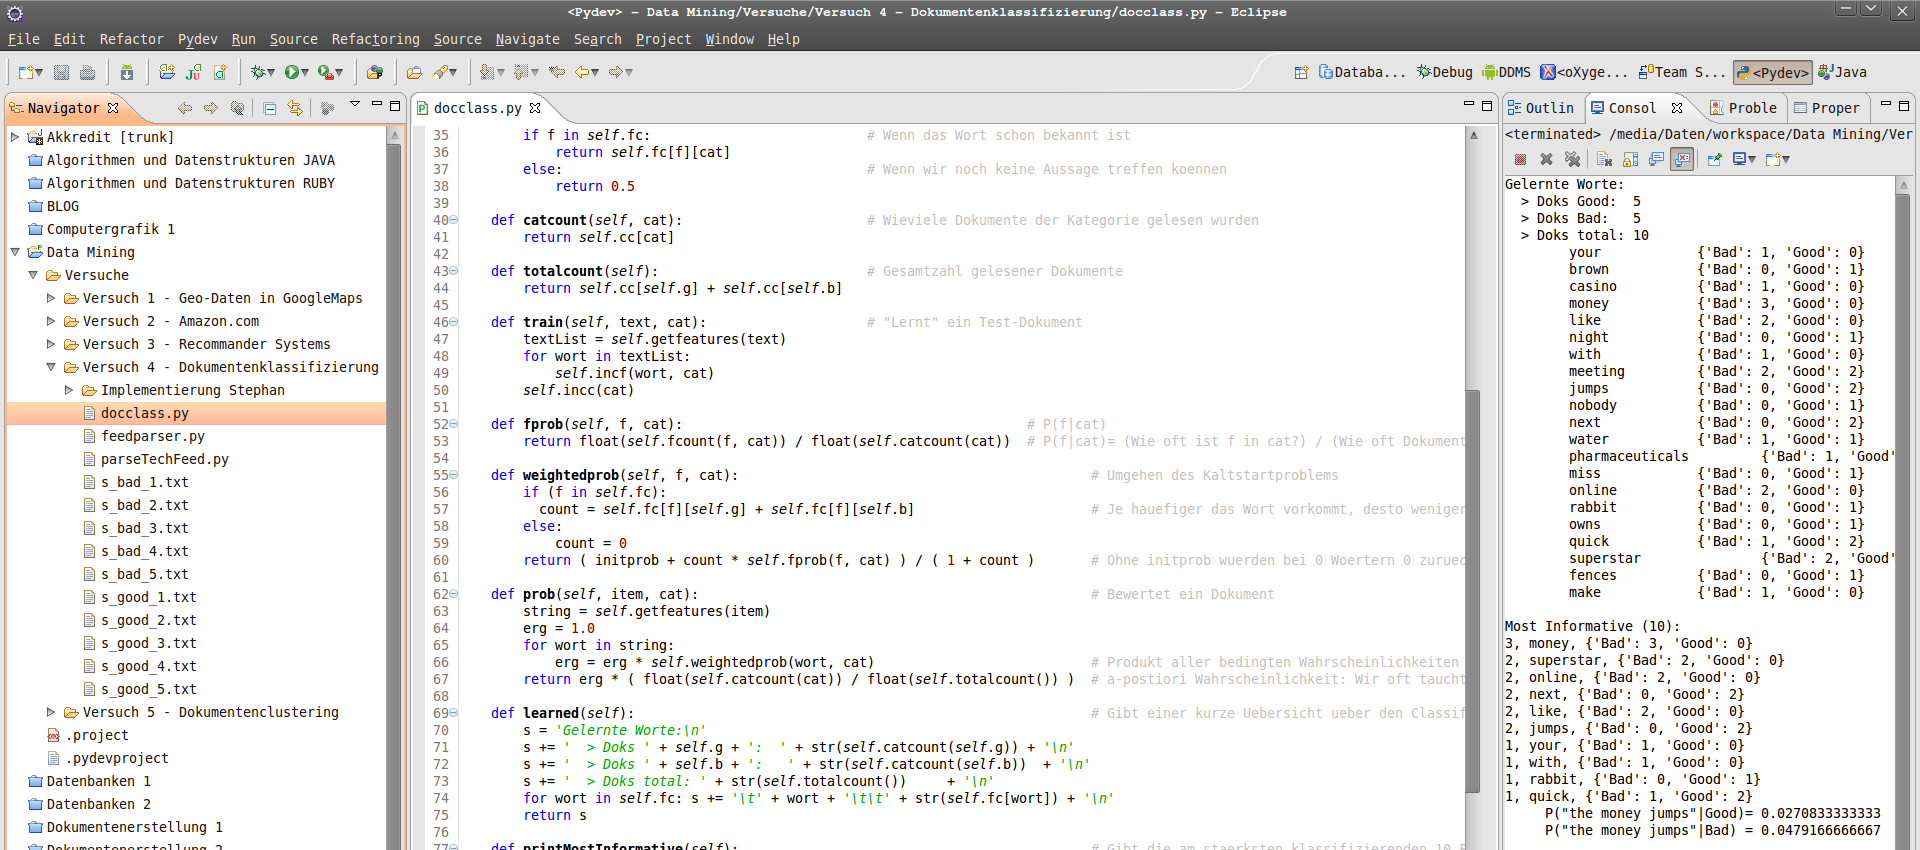 <Pydev> - Data Mining/Versuche/Versuch 4 - Dokumentenklassifizierung/docclass.py - Eclipse
File Edit Refactor Pydev Run Source Refactoring Source Navigate Search Project Window Help
Databa... Debug DDMS <oXyge... Team S... <Pydev> Java
Navigator
Akkredit [trunk]
Algorithmen und Datenstrukturen JAVA
Algorithmen und Datenstrukturen RUBY
BLOG
Computergrafik 1
Data Mining
Versuche
Versuch 1 - Geo-Daten in GoogleMaps
Versuch 2 - Amazon.com
Versuch 3 - Recommander Systems
Versuch 4 - Dokumentenklassifizierung
Implementierung Stephan
docclass.py
feedparser.py
parseTechFeed.py
s_bad_1.txt
s_bad_2.txt
s_bad_3.txt
s_bad_4.txt
s_bad_5.txt
s_good_1.txt
s_good_2.txt
s_good_3.txt
s_good_4.txt
s_good_5.txt
Versuch 5 - Dokumentenclustering
.project
.pydevproject
Datenbanken 1
Datenbanken 2
Dokumentenerstellung 1
Dokumentenerstellung 2
docclass.py
35 if f in self.fc: # Wenn das Wort schon bekannt ist
36 return self.fc[f][cat]
37 else: # Wenn wir noch keine Aussage treffen koennen
38 return 0.5
39
40 def catcount(self, cat): # Wieviele Dokumente der Kategorie gelesen wurden
41 return self.cc[cat]
42
43 def totalcount(self): # Gesamtzahl gelesener Dokumente
44 return self.cc[self.g] + self.cc[self.b]
45
46 def train(self, text, cat): # "Lernt" ein Test-Dokument
47 textList = self.getfeatures(text)
48 for wort in textList:
49 self.incf(wort, cat)
50 self.incc(cat)
51
52 def fprob(self, f, cat): # P(f|cat)
53 return float(self.fcount(f, cat)) / float(self.catcount(cat)) # P(f|cat)= (Wie oft ist f in cat?) / (Wie oft Dokument
54
55 def weightedprob(self, f, cat): # Umgehen des Kaltstartproblems
56 if (f in self.fc):
57 count = self.fc[f][self.g] + self.fc[f][self.b] # Je hauefiger das Wort vorkommt, desto weniger
58 else:
59 count = 0
60 return ( initprob + count * self.fprob(f, cat) ) / ( 1 + count ) # Ohne initprob wuerden bei 0 Woertern 0 zuruec
61
62 def prob(self, item, cat): # Bewertet ein Dokument
63 string = self.getfeatures(item)
64 erg = 1.0
65 for wort in string:
66 erg = erg * self.weightedprob(wort, cat) # Produkt aller bedingten Wahrscheinlichkeiten
67 return erg * ( float(self.catcount(cat)) / float(self.totalcount()) ) # a-postiori Wahrscheinlichkeit: Wir oft taucht
68
69 def learned(self): # Gibt einer kurze Uebersicht ueber den Classif
70 s = 'Gelernte Worte:\n'
71 s += '  > Doks ' + self.g + ':  ' + str(self.catcount(self.g)) + '\n'
72 s += '  > Doks ' + self.b + ':   ' + str(self.catcount(self.b))  + '\n'
73 s += '  > Doks total: ' + str(self.totalcount())     + '\n'
74 for wort in self.fc: s += '\t' + wort + '\t\t' + str(self.fc[wort]) + '\n'
75 return s
76
77 def printMostInformative(self): # Gibt die am staerksten klassifizierenden 10 F
Outlin Consol Proble Proper
<terminated> /media/Daten/workspace/Data Mining/Ver
Gelernte Worte:
> Doks Good: 5
> Doks Bad: 5
> Doks total: 10
your {'Bad': 1, 'Good': 0}
brown {'Bad': 0, 'Good': 1}
casino {'Bad': 1, 'Good': 0}
money {'Bad': 3, 'Good': 0}
like {'Bad': 2, 'Good': 0}
night {'Bad': 0, 'Good': 1}
with {'Bad': 1, 'Good': 0}
meeting {'Bad': 2, 'Good': 2}
jumps {'Bad': 0, 'Good': 2}
nobody {'Bad': 0, 'Good': 1}
next {'Bad': 0, 'Good': 2}
water {'Bad': 1, 'Good': 1}
pharmaceuticals {'Bad': 1, 'Good'
miss {'Bad': 0, 'Good': 1}
online {'Bad': 2, 'Good': 0}
rabbit {'Bad': 0, 'Good': 1}
owns {'Bad': 0, 'Good': 1}
quick {'Bad': 1, 'Good': 2}
superstar {'Bad': 2, 'Good'
fences {'Bad': 0, 'Good': 1}
make {'Bad': 1, 'Good': 0}
Most Informative (10):
3, money, {'Bad': 3, 'Good': 0}
2, superstar, {'Bad': 2, 'Good': 0}
2, online, {'Bad': 2, 'Good': 0}
2, next, {'Bad': 0, 'Good': 2}
2, like, {'Bad': 2, 'Good': 0}
2, jumps, {'Bad': 0, 'Good': 2}
1, your, {'Bad': 1, 'Good': 0}
1, with, {'Bad': 1, 'Good': 0}
1, rabbit, {'Bad': 0, 'Good': 1}
1, quick, {'Bad': 1, 'Good': 2}
P("the money jumps"|Good)= 0.0270833333333
P("the money jumps"|Bad) = 0.0479166666667